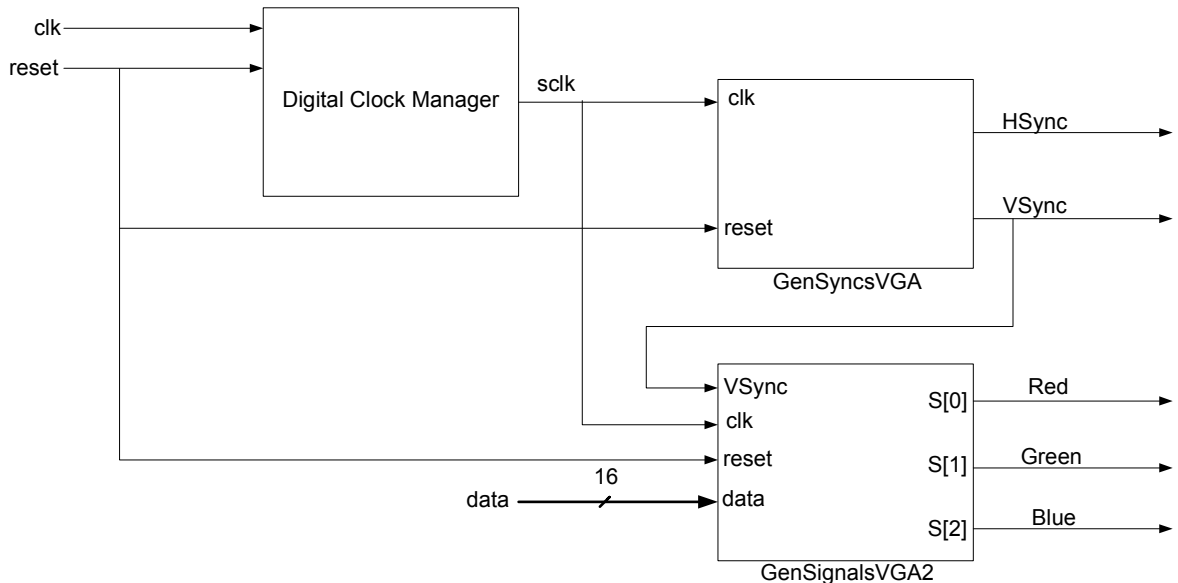 clk
reset
Digital Clock Manager
sclk
clk
reset
HSync
VSync
GenSyncsVGA
VSync
clk
reset
data
16
data
S[0]
Red
S[1]
Green
S[2]
Blue
GenSignalsVGA2